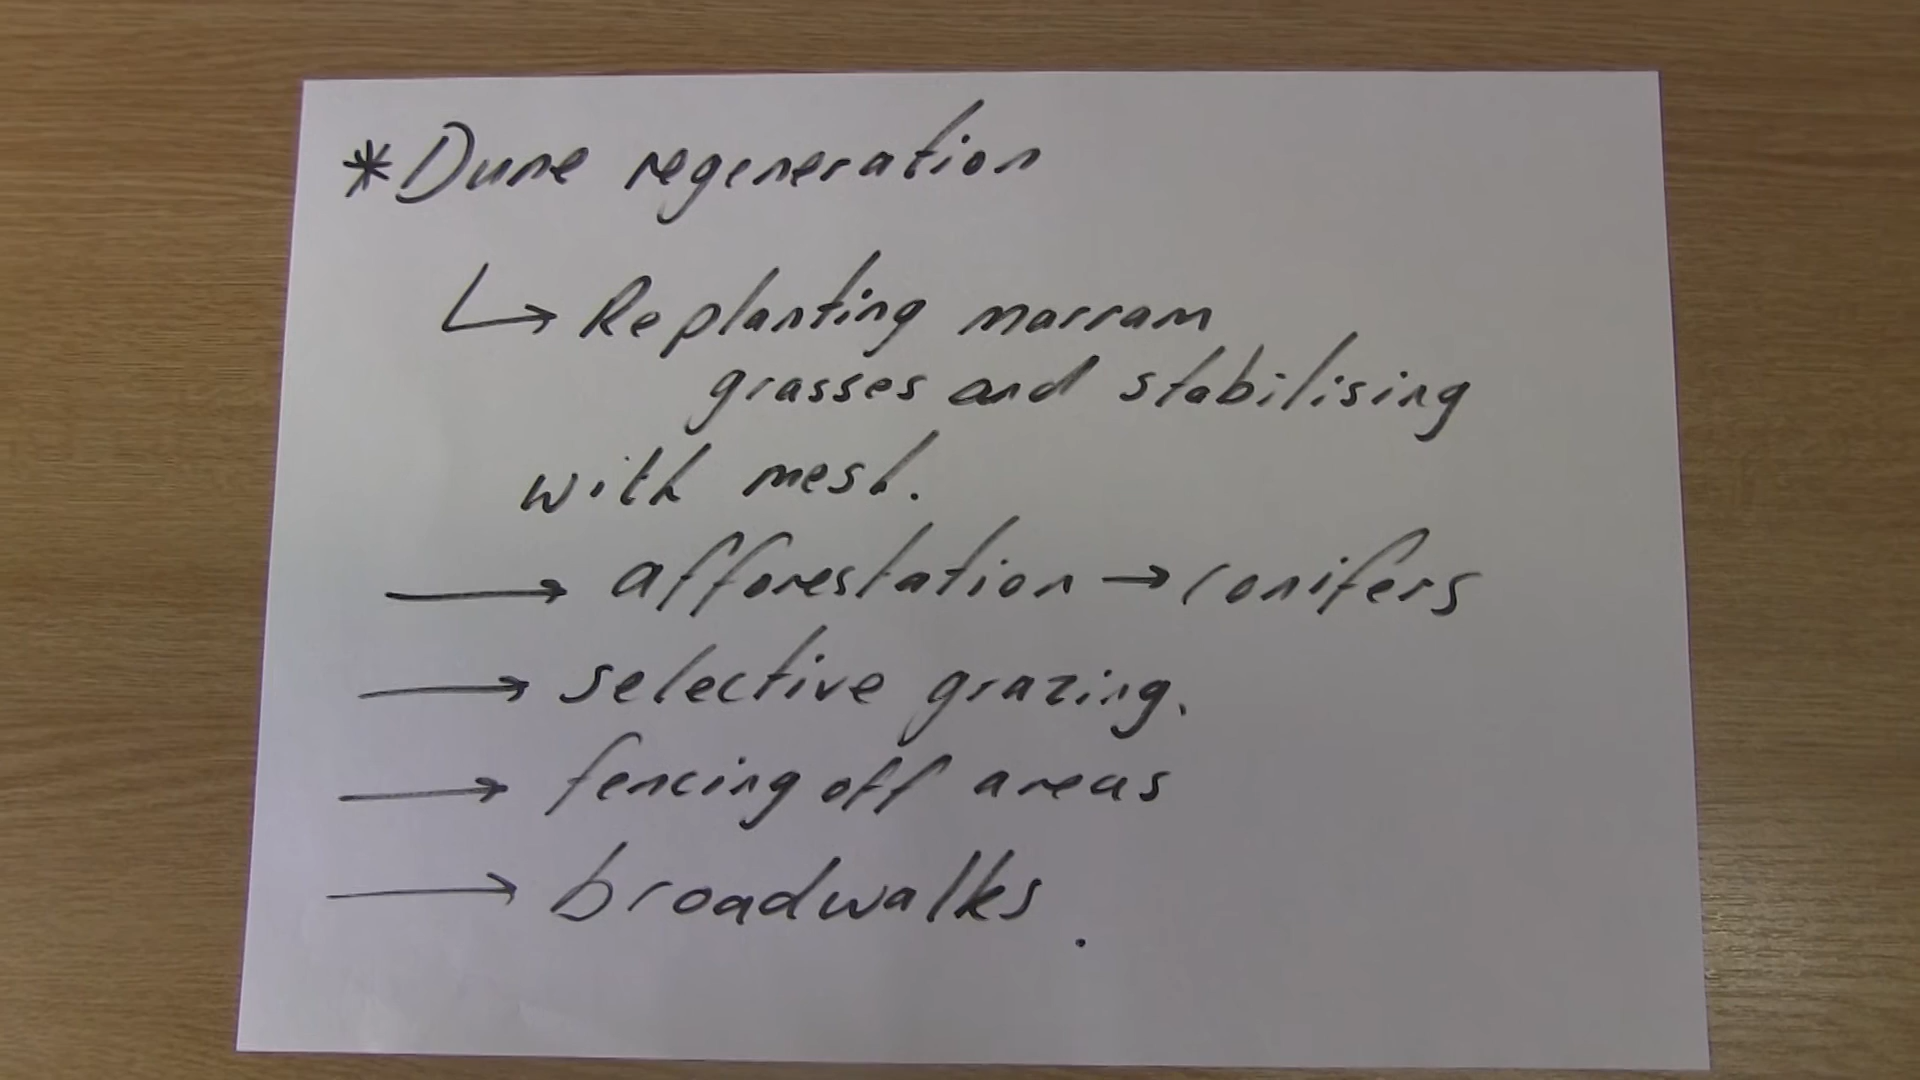 *Dune regeneration
↳ Replanting marram
grasses and stabilising
with mesh.
→ afforestation → conifers
→ selective grazing.
→ fencing off areas
→ broadwalks.